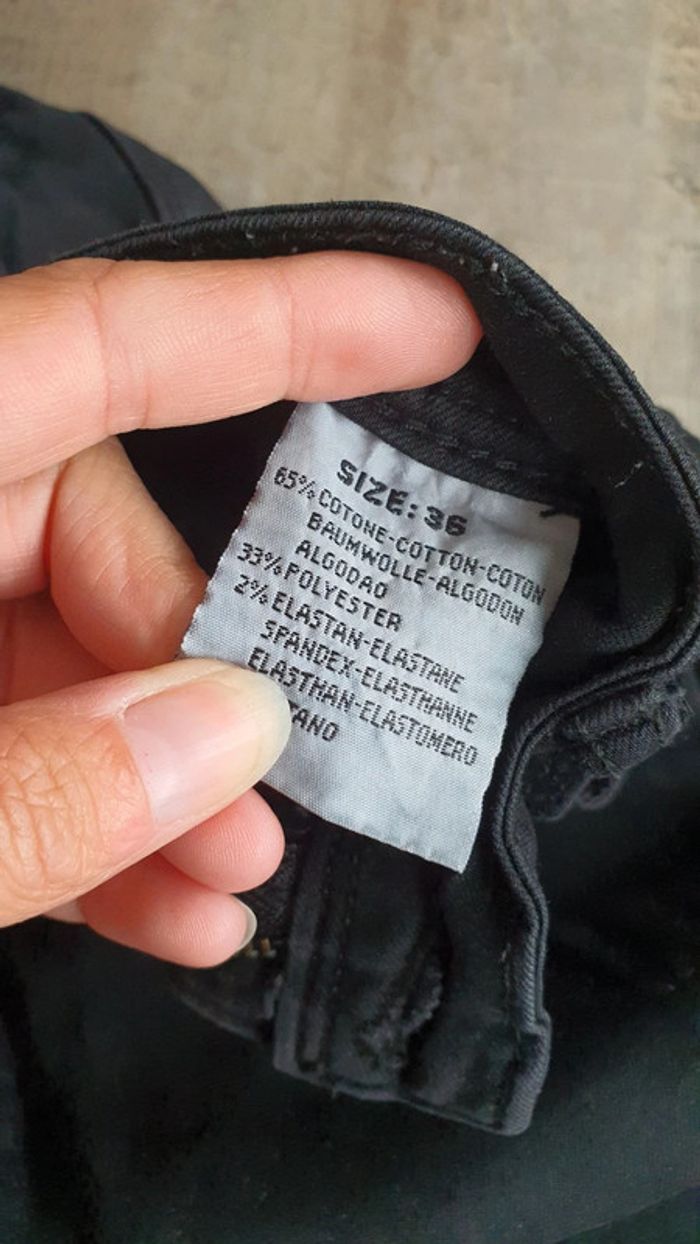 SIZE: 36
65% COTONE-COTTON-COTON
BAUMWOLLE-ALGODON
ALGODAO
33% POLYESTER
2% ELASTAN-ELASTANE
SPANDEX-ELASTHANNE
ELASTHAN-ELASTOMERO